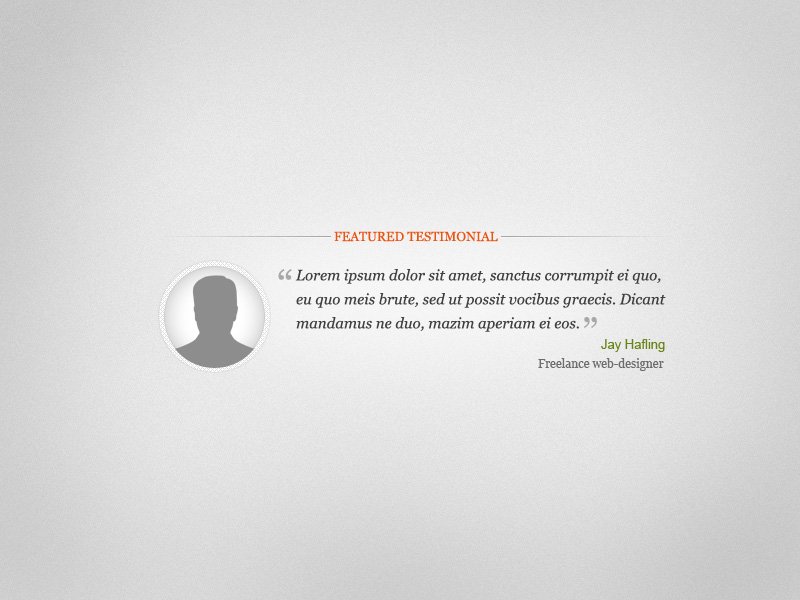 FEATURED TESTIMONIAL
“ Lorem ipsum dolor sit amet, sanctus corrumpit ei quo,
eu quo meis brute, sed ut possit vocibus graecis. Dicant
mandamus ne duo, mazim aperiam ei eos. ”
Jay Hafling
Freelance web-designer